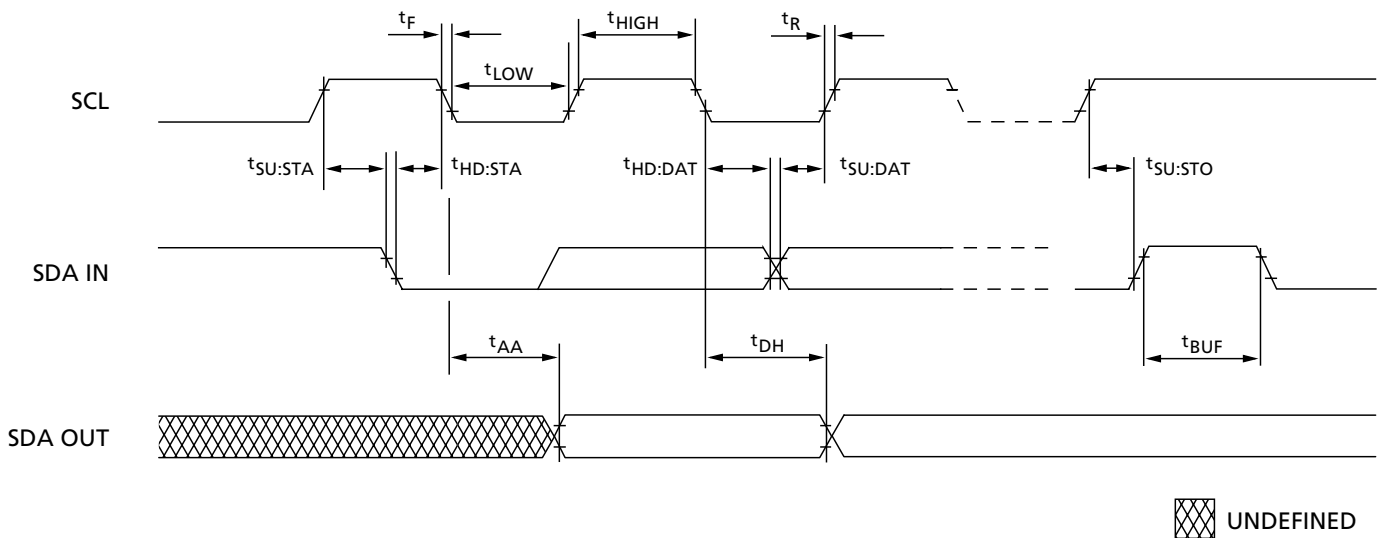 tF
tHIGH
tR
tLOW
SCL
tSU:STA
tHD:STA
tHD:DAT
tSU:DAT
tSU:STO
SDA IN
tAA
tDH
tBUF
SDA OUT
UNDEFINED